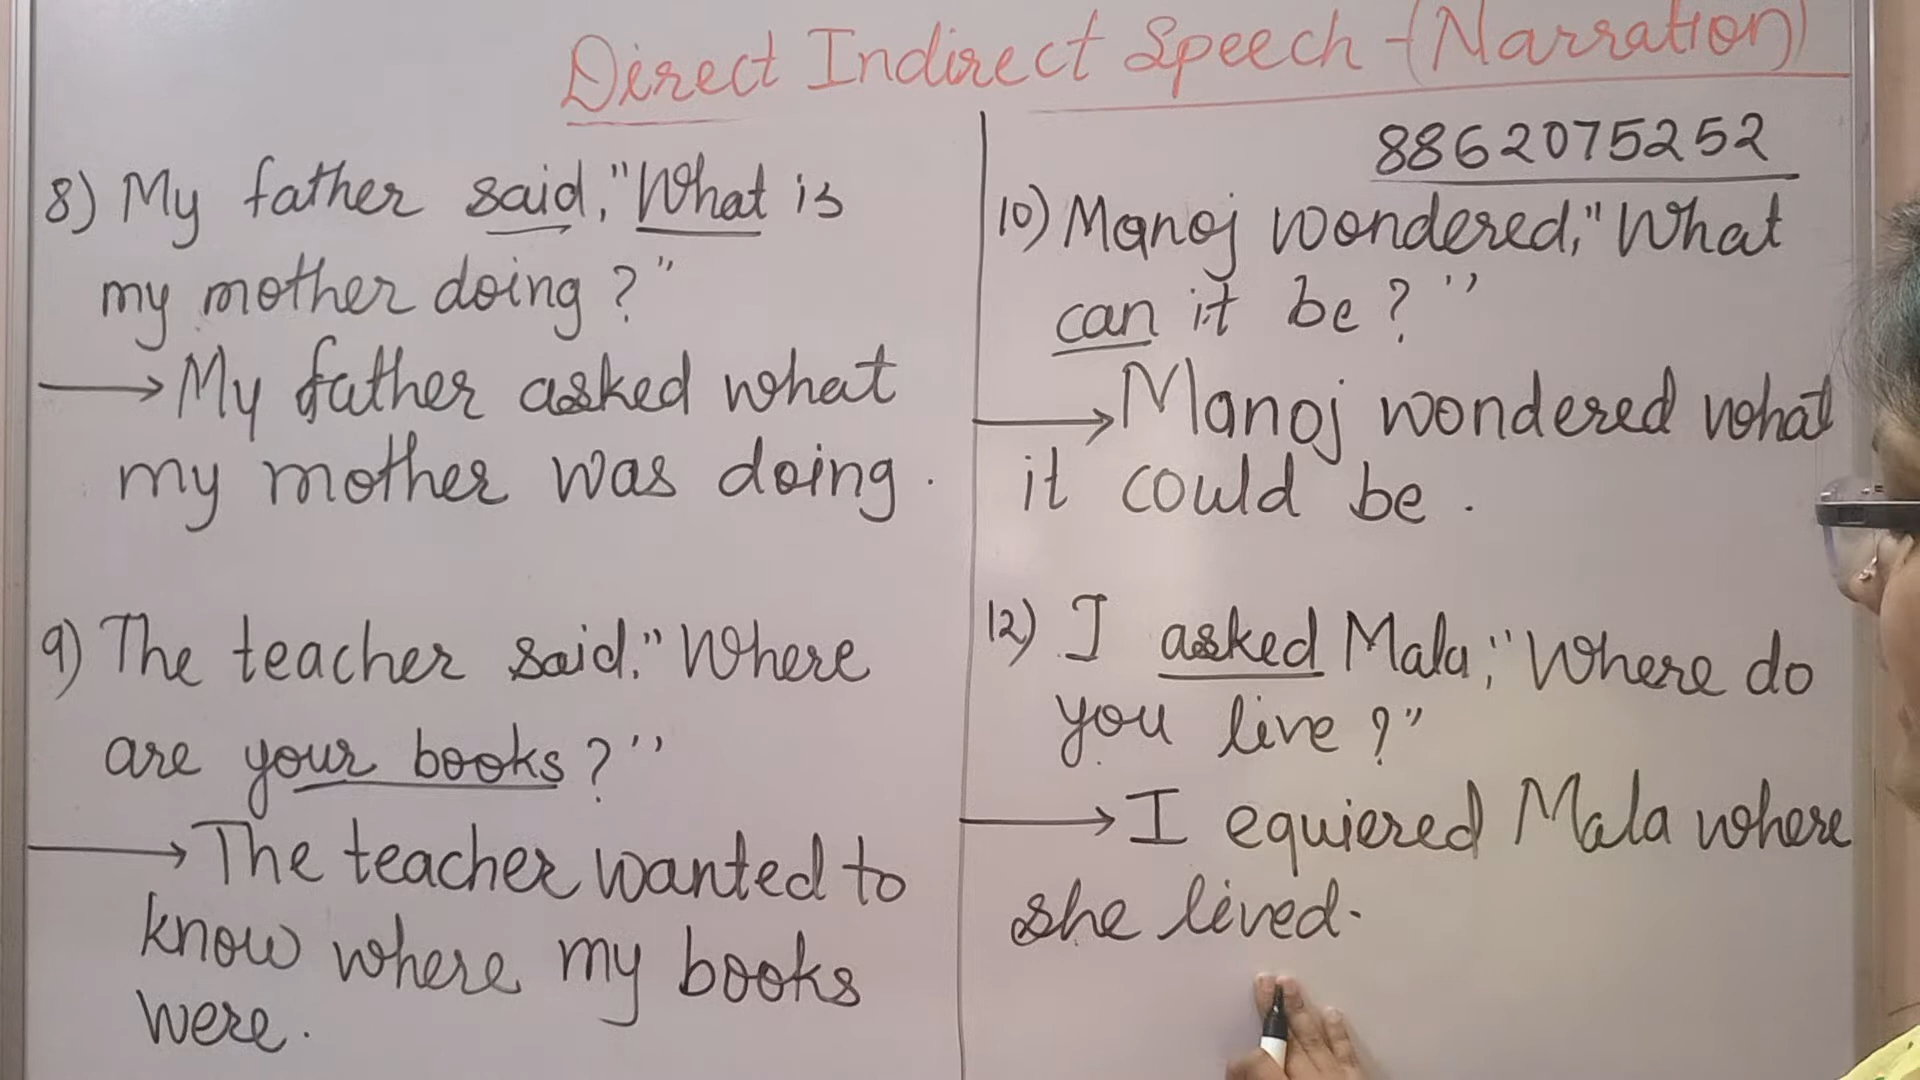 Direct Indirect Speech - (Narration)
8862075252
8) My father said, "What is
my mother doing ?"
→ My father asked what
my mother was doing.
9) The teacher said, "Where
are your books ?"
→ The teacher wanted to
know where my books
were.
10) Manoj wondered, "What
can it be ?"
→ Manoj wondered what
it could be.
12) I asked Mala, "Where do
you live ?"
→ I equiered Mala where
she lived.